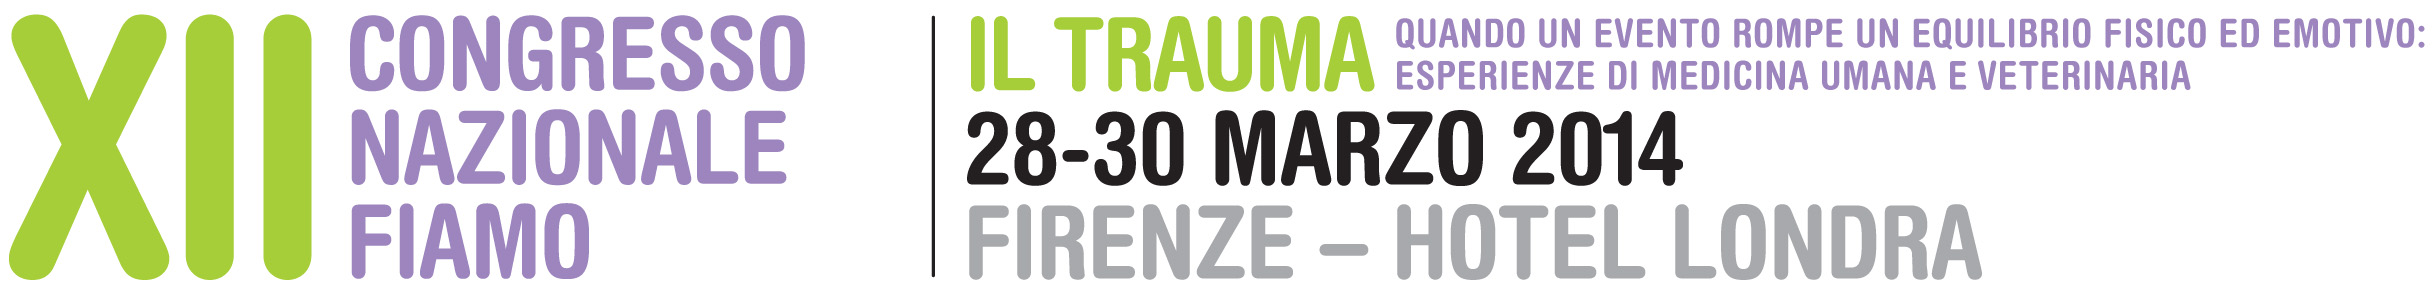 XII
CONGRESSO
NAZIONALE
FIAMO
IL TRAUMA
QUANDO UN EVENTO ROMPE UN EQUILIBRIO FISICO ED EMOTIVO:
ESPERIENZE DI MEDICINA UMANA E VETERINARIA
28-30 MARZO 2014
FIRENZE – HOTEL LONDRA